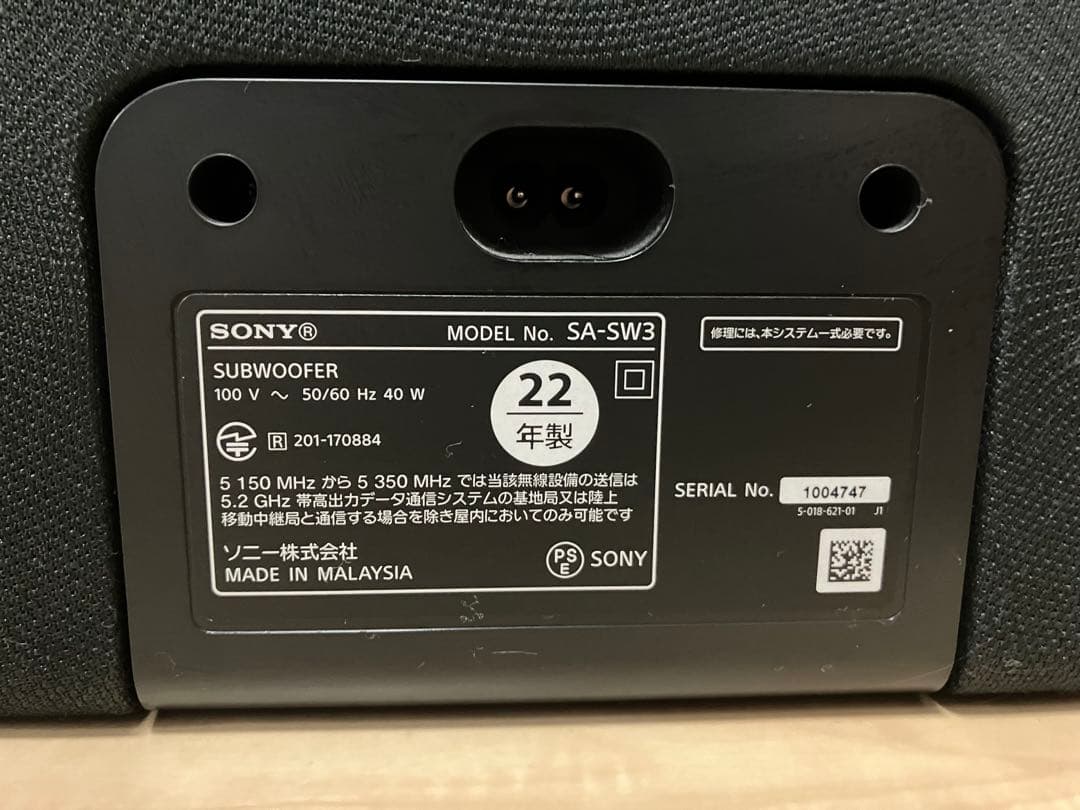 SONY® MODEL No. SA-SW3
SUBWOOFER
100 V ～ 50/60 Hz 40 W
22
年製
R 201-170884
5 150 MHz から 5 350 MHz では当該無線設備の送信は
5.2 GHz 帯高出力データ通信システムの基地局又は陸上
移動中継局と通信する場合を除き屋内においてのみ可能です
ソニー株式会社
MADE IN MALAYSIA
PSE SONY
修理には、本システム一式必要です。
SERIAL No. 1004747
5-018-621-01 J1